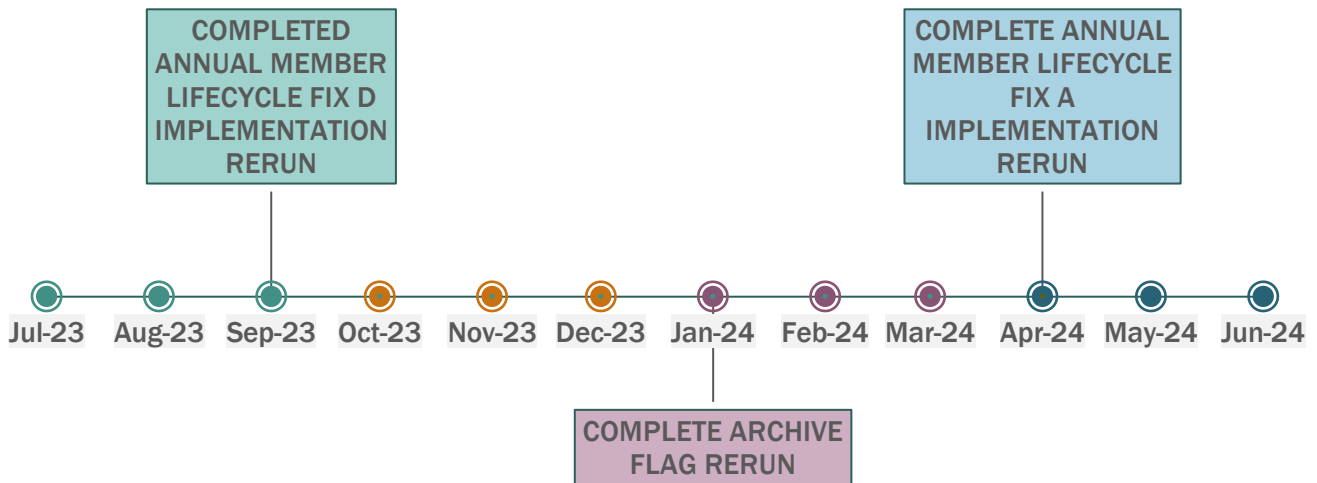 COMPLETED
ANNUAL MEMBER
LIFECYCLE FIX D
IMPLEMENTATION
RERUN
COMPLETE ANNUAL
MEMBER LIFECYCLE
FIX A
IMPLEMENTATION
RERUN
Jul-23 Aug-23 Sep-23 Oct-23 Nov-23 Dec-23 Jan-24 Feb-24 Mar-24 Apr-24 May-24 Jun-24
COMPLETE ARCHIVE
FLAG RERUN